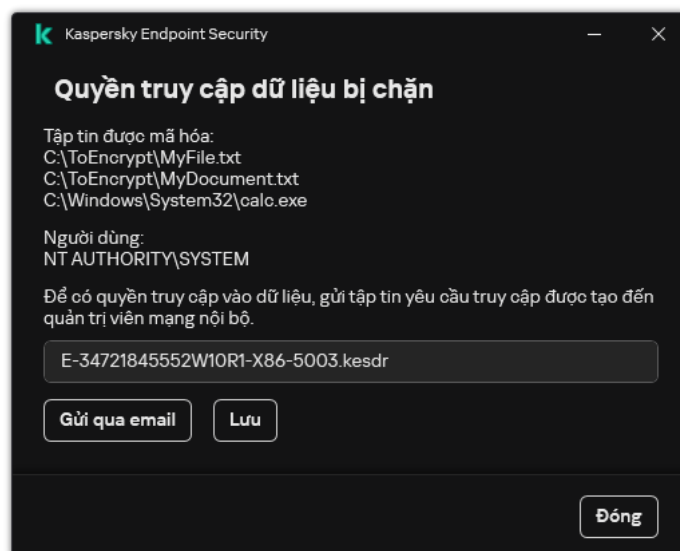 Kaspersky Endpoint Security
Quyền truy cập dữ liệu bị chặn
Tập tin được mã hóa:
C:\ToEncrypt\MyFile.txt
C:\ToEncrypt\MyDocument.txt
C:\Windows\System32\calc.exe
Người dùng:
NT AUTHORITY\SYSTEM
Để có quyền truy cập vào dữ liệu, gửi tập tin yêu cầu truy cập được tạo đến
quản trị viên mạng nội bộ.
E-34721845552W10R1-X86-5003.kesdr
Gửi qua email
Lưu
Đóng